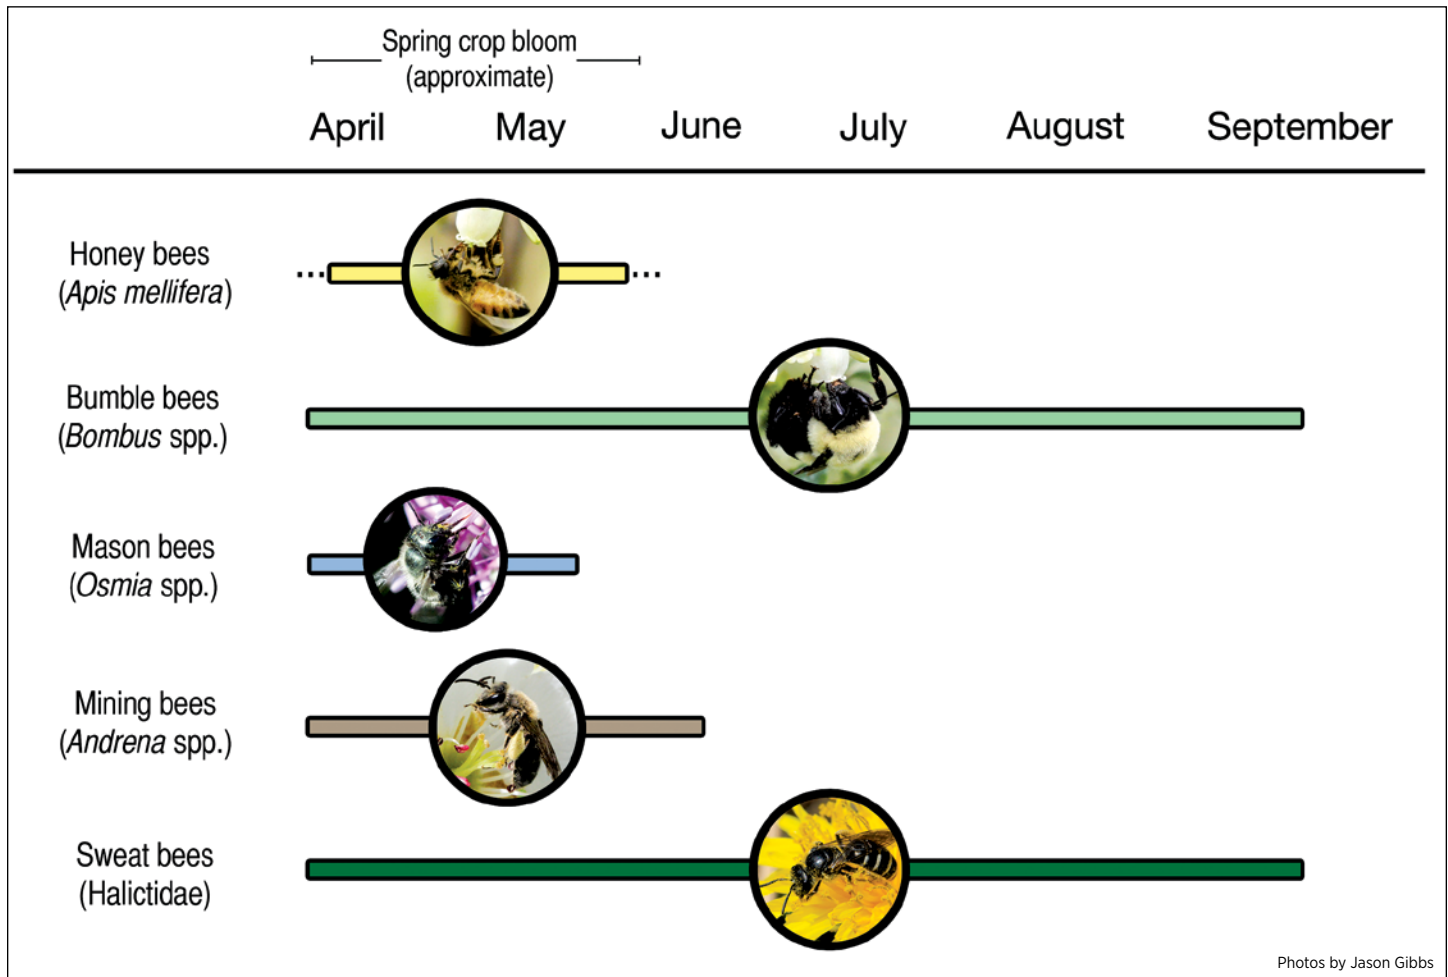 Spring crop bloom
(approximate)
April May June July August September
Honey bees
(Apis mellifera)
Bumble bees
(Bombus spp.)
Mason bees
(Osmia spp.)
Mining bees
(Andrena spp.)
Sweat bees
(Halictidae)
Photos by Jason Gibbs